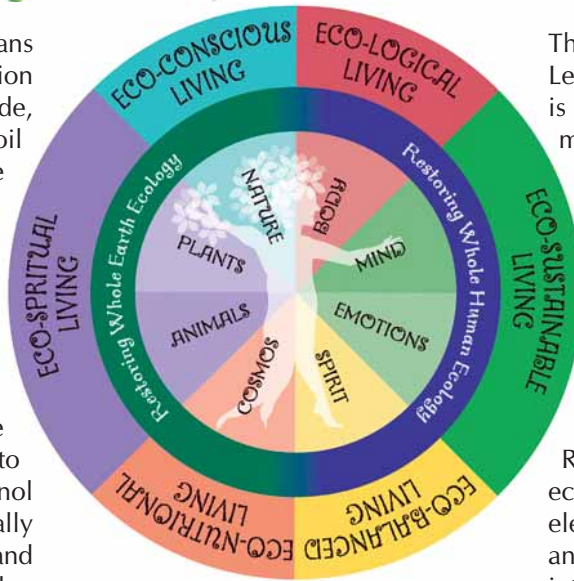 ans
tion
de,
oil
e
e
to
nol
ally
and
ECO-CONSCIOUS
LIVING
ECO-LOGICAL
LIVING
ECO-SUSTAINABLE
LIVING
ECO-BALANCED
LIVING
ECO-NUTRITIONAL
LIVING
ECO-SPRITUAL
LIVING
Restoring Whole Earth Ecology
Restoring Whole Human Ecology
NATURE
BODY
MIND
EMOTIONS
SPIRIT
COSMOS
ANIMALS
PLANTS
Th
Le
is
m
R
ec
ele
an